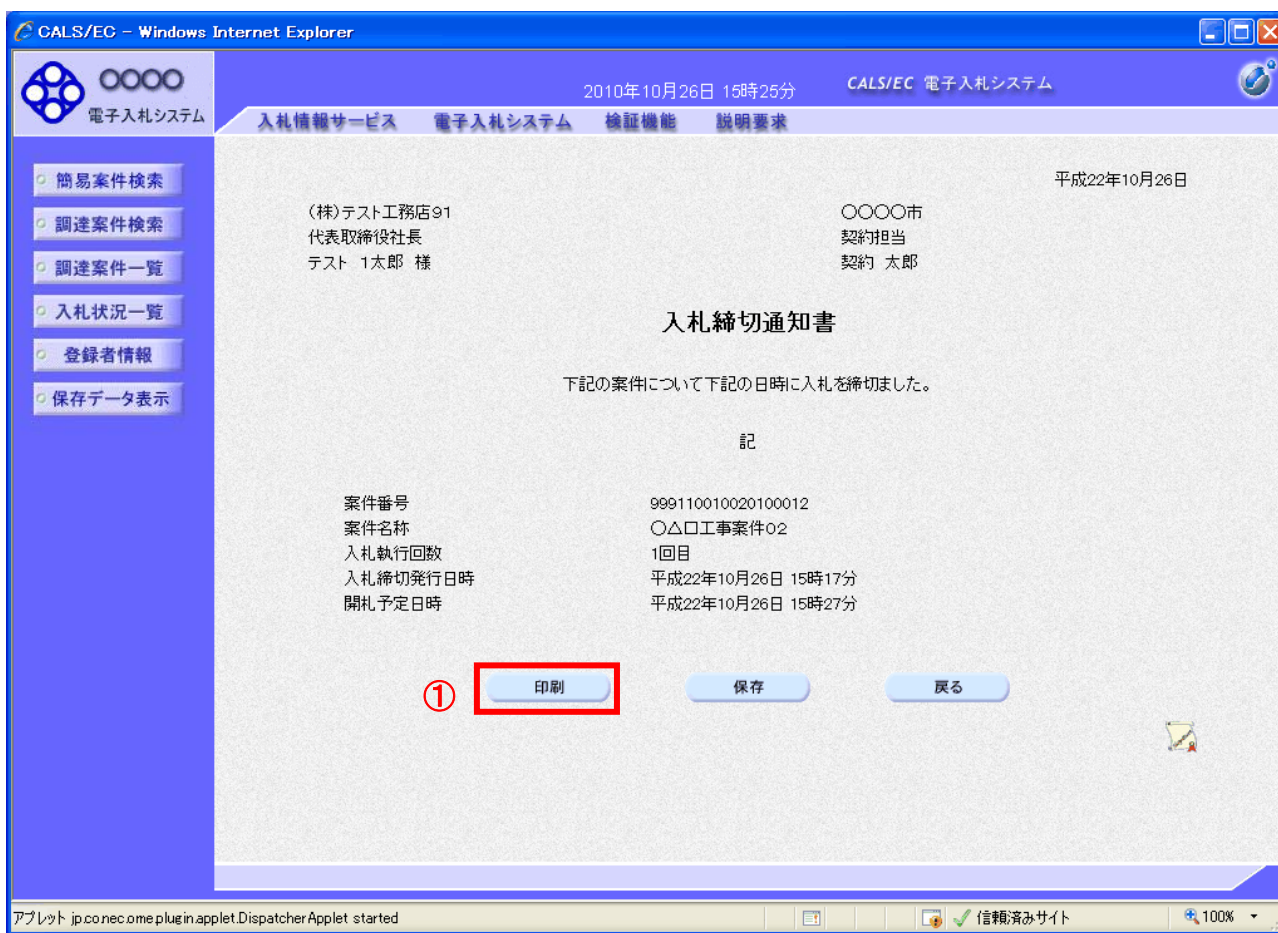 CALS/EC - Windows Internet Explorer
〇〇〇〇
電子入札システム
2010年10月26日 15時25分
CALS/EC 電子入札システム
入札情報サービス 電子入札システム 検証機能 説明要求
簡易案件検索
調達案件検索
調達案件一覧
入札状況一覧
登録者情報
保存データ表示
平成22年10月26日
(株)テスト工務店91
代表取締役社長
テスト 1太郎 様
〇〇〇〇市
契約担当
契約 太郎
入札締切通知書
下記の案件について下記の日時に入札を締切ました。
記
案件番号 999110010020100012
案件名称 〇△口工事案件02
入札執行回数 1回目
入札締切発行日時 平成22年10月26日 15時17分
開札予定日時 平成22年10月26日 15時27分
① 印刷 保存 戻る
アプレット jp.co.nec.ome.plugin.applet.DispatcherApplet started
信頼済みサイト
100%